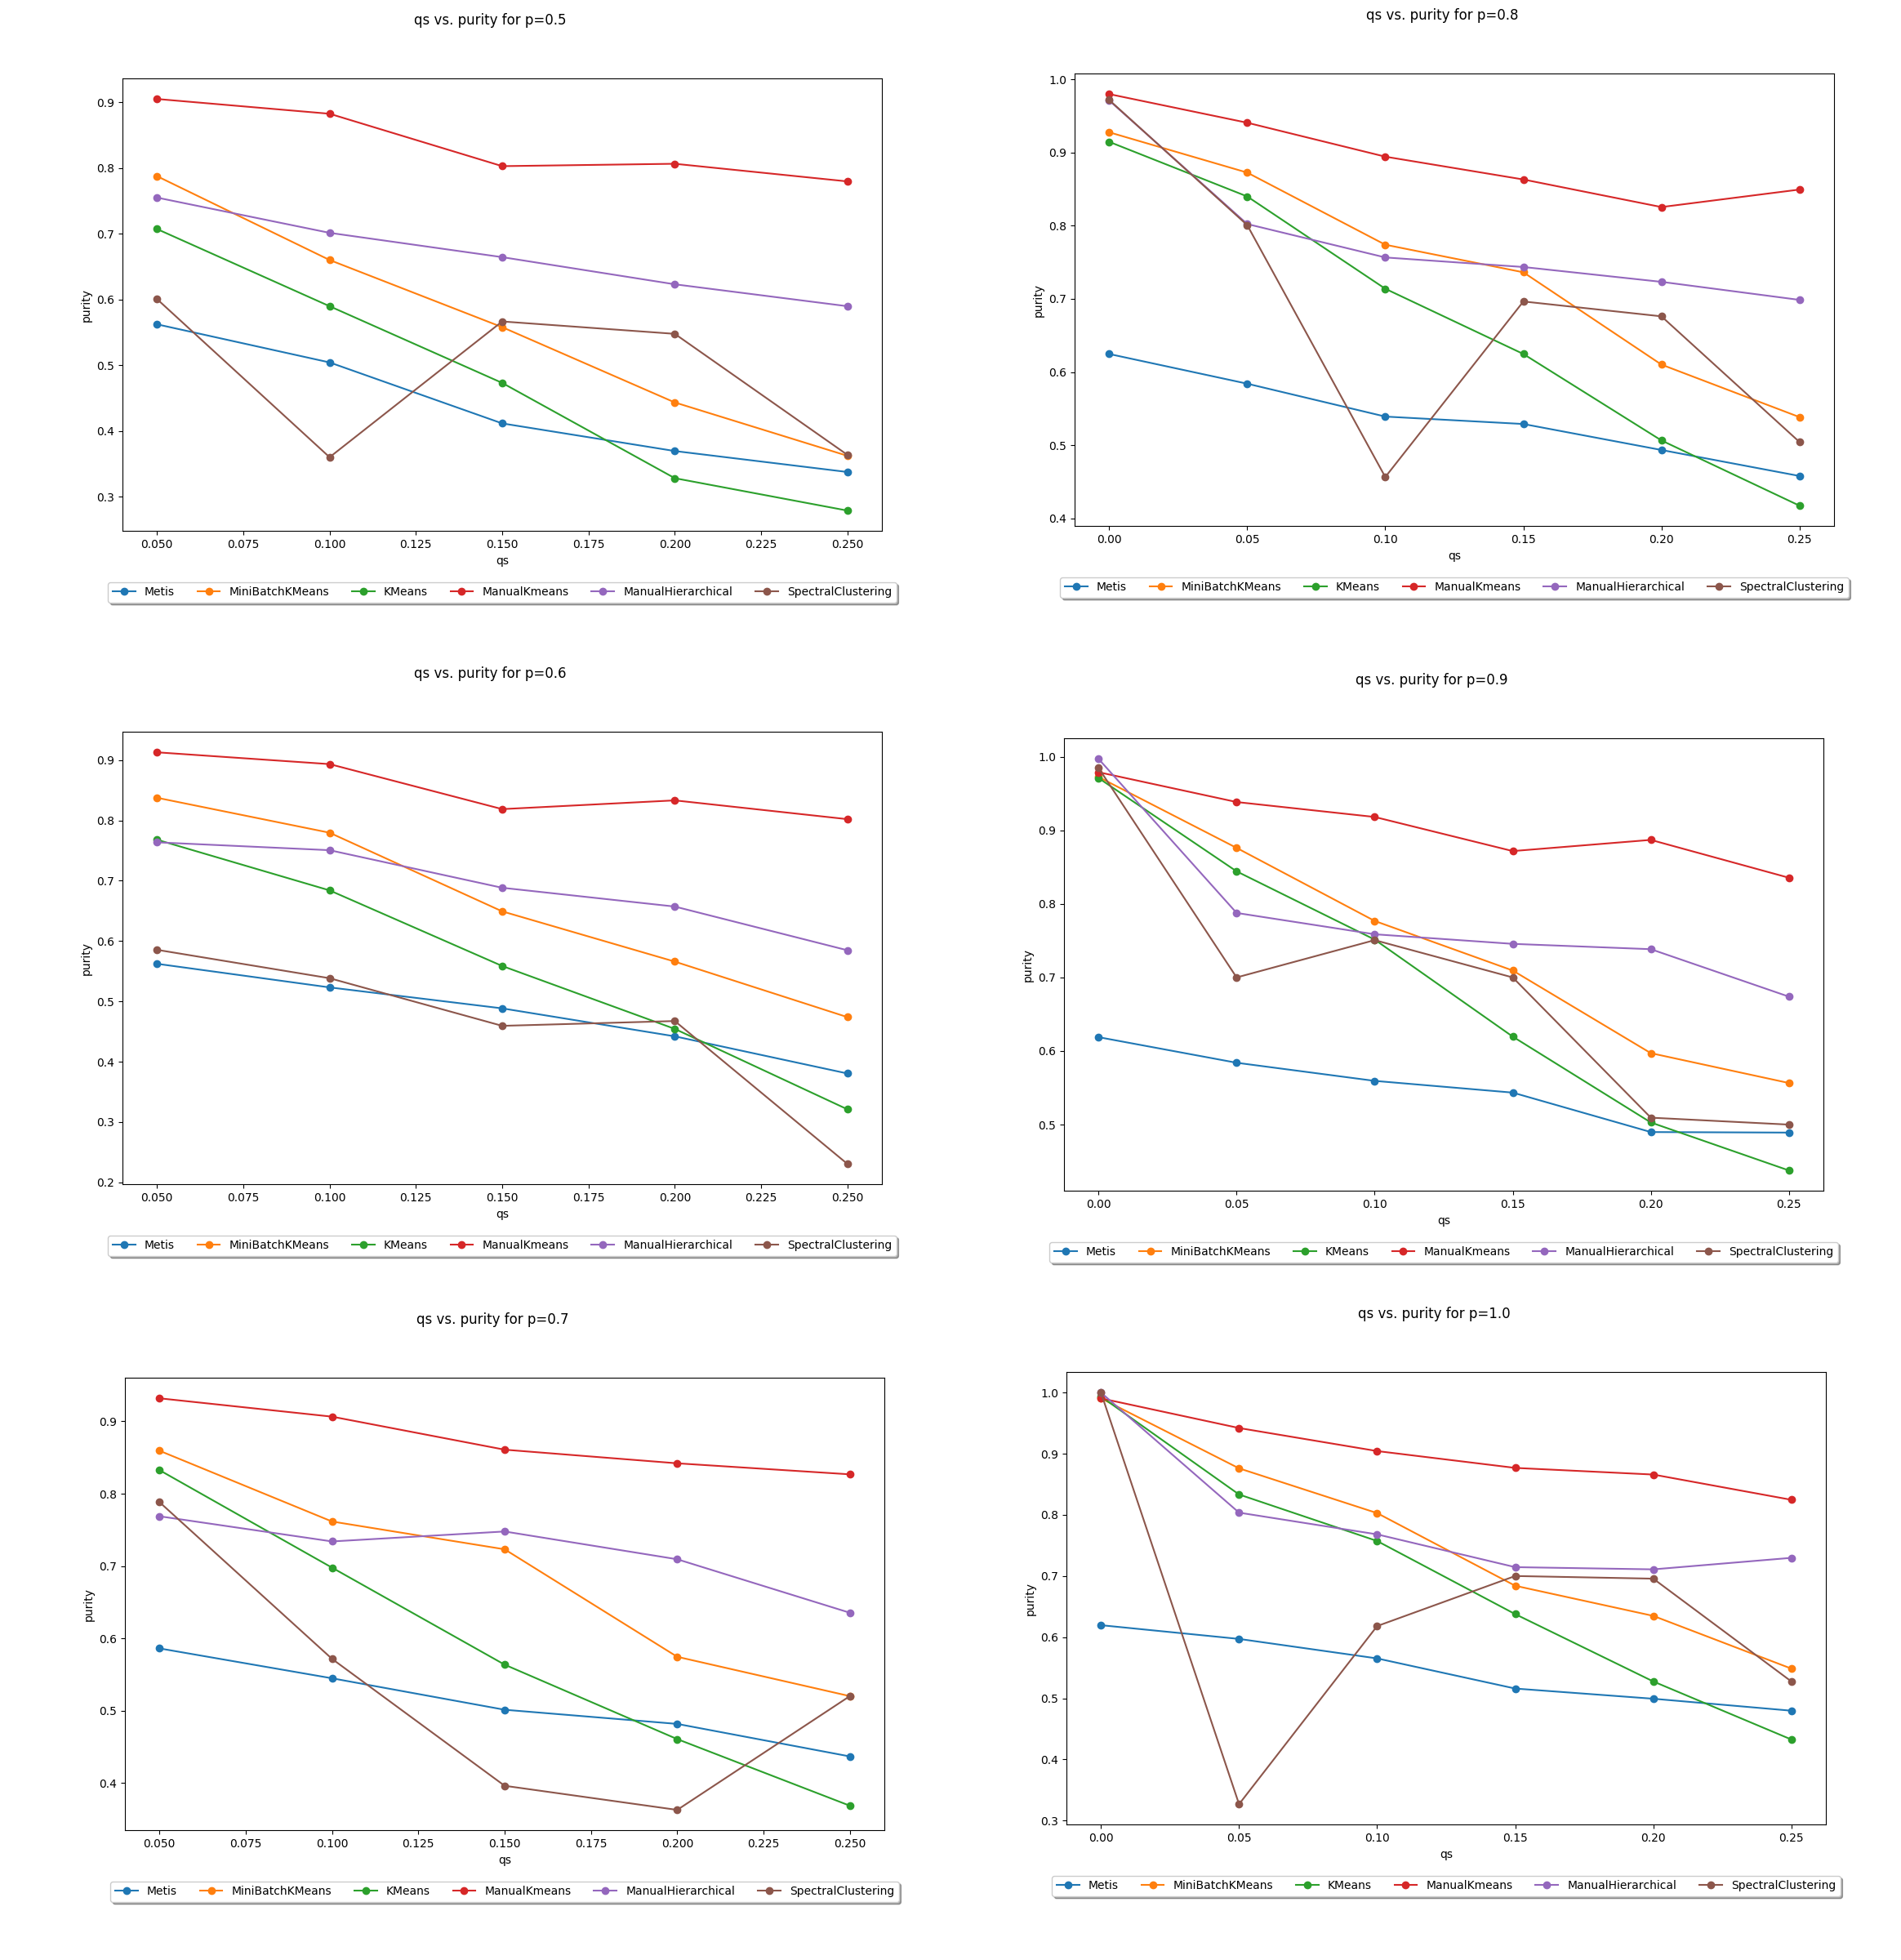 qs vs. purity for p=0.5
0.9
0.8
0.7
0.6
0.5
0.4
0.3
purity
0.050 0.075 0.100 0.125 0.150 0.175 0.200 0.225 0.250
qs
Metis MiniBatchKMeans KMeans ManualKmeans ManualHierarchical SpectralClustering
qs vs. purity for p=0.8
1.0
0.9
0.8
0.7
0.6
0.5
0.4
purity
0.00 0.05 0.10 0.15 0.20 0.25
qs
Metis MiniBatchKMeans KMeans ManualKmeans ManualHierarchical SpectralClustering
qs vs. purity for p=0.6
0.9
0.8
0.7
0.6
0.5
0.4
0.3
0.2
purity
0.050 0.075 0.100 0.125 0.150 0.175 0.200 0.225 0.250
qs
Metis MiniBatchKMeans KMeans ManualKmeans ManualHierarchical SpectralClustering
qs vs. purity for p=0.9
1.0
0.9
0.8
0.7
0.6
0.5
purity
0.00 0.05 0.10 0.15 0.20 0.25
qs
Metis MiniBatchKMeans KMeans ManualKmeans ManualHierarchical SpectralClustering
qs vs. purity for p=0.7
0.9
0.8
0.7
0.6
0.5
0.4
purity
0.050 0.075 0.100 0.125 0.150 0.175 0.200 0.225 0.250
qs
Metis MiniBatchKMeans KMeans ManualKmeans ManualHierarchical SpectralClustering
qs vs. purity for p=1.0
1.0
0.9
0.8
0.7
0.6
0.5
0.4
0.3
purity
0.00 0.05 0.10 0.15 0.20 0.25
qs
Metis MiniBatchKMeans KMeans ManualKmeans ManualHierarchical SpectralClustering